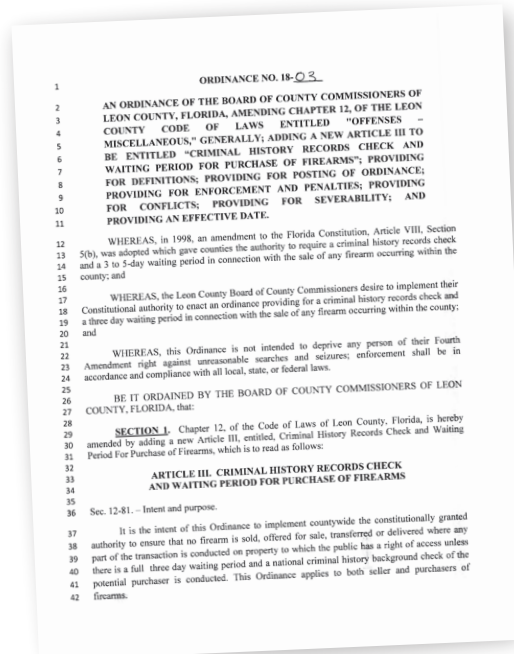 1 ORDINANCE NO. 18-03
2 AN ORDINANCE OF THE BOARD OF COUNTY COMMISSIONERS OF
3 LEON COUNTY, FLORIDA, AMENDING CHAPTER 12, OF THE LEON
4 COUNTY CODE OF LAWS ENTITLED "OFFENSES –
5 MISCELLANEOUS," GENERALLY; ADDING A NEW ARTICLE III TO
6 BE ENTITLED “CRIMINAL HISTORY RECORDS CHECK AND
7 WAITING PERIOD FOR PURCHASE OF FIREARMS”; PROVIDING
8 FOR DEFINITIONS; PROVIDING FOR POSTING OF ORDINANCE;
9 PROVIDING FOR ENFORCEMENT AND PENALTIES; PROVIDING
10 FOR CONFLICTS; PROVIDING FOR SEVERABILITY; AND
11 PROVIDING AN EFFECTIVE DATE.
12 WHEREAS, in 1998, an amendment to the Florida Constitution, Article VIII, Section
13 5(b), was adopted which gave counties the authority to require a criminal history records check
14 and a 3 to 5-day waiting period in connection with the sale of any firearm occurring within the
15 county; and
16
17 WHEREAS, the Leon County Board of County Commissioners desires to implement their
18 Constitutional authority to enact an ordinance providing for a criminal history records check and
19 a three day waiting period in connection with the sale of any firearm occurring within the county;
20 and
21
22 WHEREAS, this Ordinance is not intended to deprive any person of their Fourth
23 Amendment right against unreasonable searches and seizures; enforcement shall be in
24 accordance and compliance with all local, state, or federal laws.
25
26 BE IT ORDAINED BY THE BOARD OF COUNTY COMMISSIONERS OF LEON
27 COUNTY, FLORIDA, that:
28
29 SECTION 1. Chapter 12, of the Code of Laws of Leon County, Florida, is hereby
30 amended by adding a new Article III, entitled, Criminal History Records Check and Waiting
31 Period For Purchase of Firearms, which is to read as follows:
32
33 ARTICLE III. CRIMINAL HISTORY RECORDS CHECK
34 AND WAITING PERIOD FOR PURCHASE OF FIREARMS
35
36 Sec. 12-81. – Intent and purpose.
37 It is the intent of this Ordinance to implement countywide the constitutionally granted
38 authority to ensure that no firearm is sold, offered for sale, transferred or delivered where any
39 part of the transaction is conducted on property to which the public has a right of access unless
40 there is a full three day waiting period and a national criminal history background check of the
41 potential purchaser is conducted. This Ordinance applies to both seller and purchasers of
42 firearms.